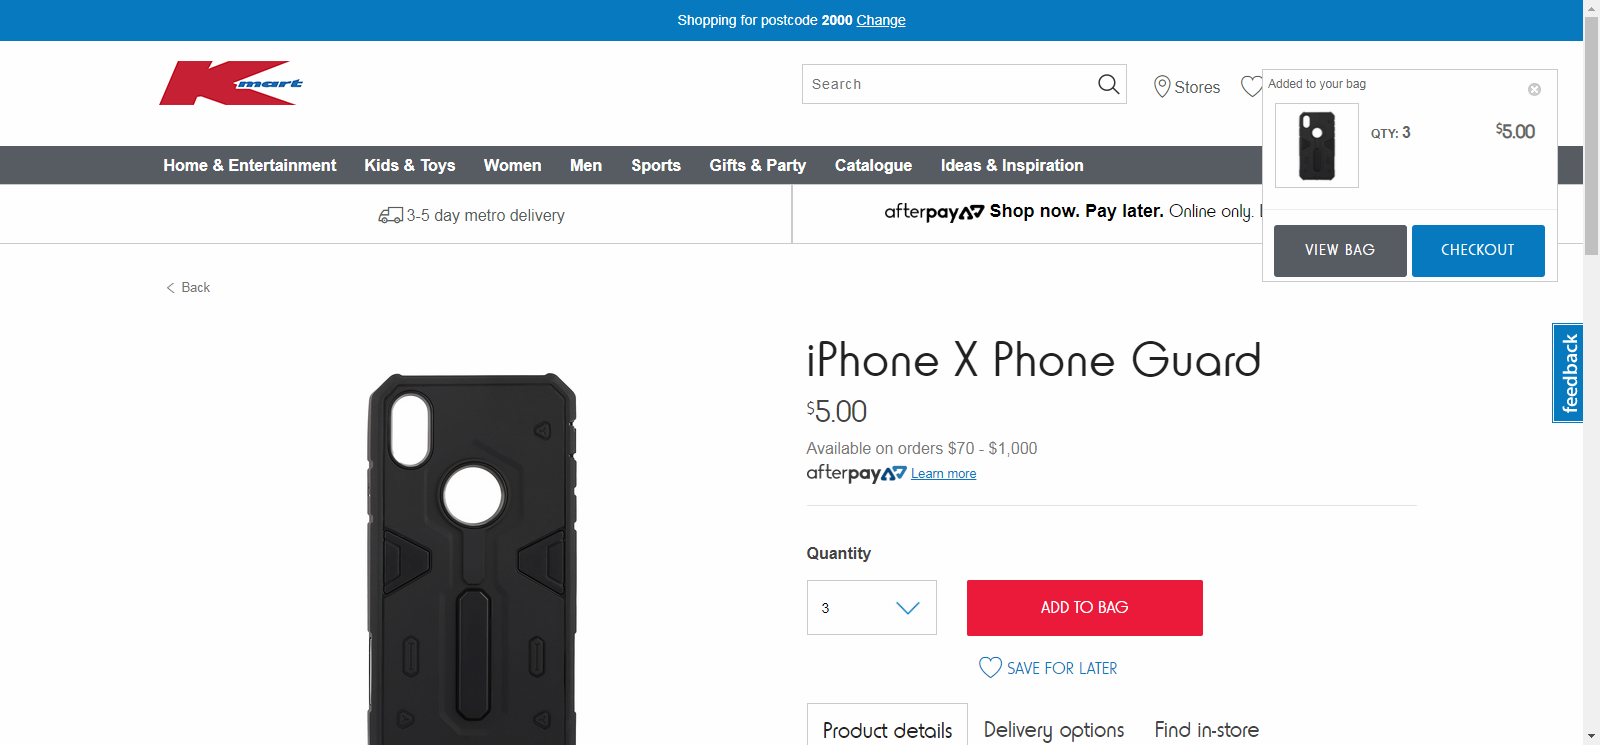 Shopping for postcode 2000 Change
Kmart
Search
Stores
Added to your bag
QTY: 3
$5.00
VIEW BAG
CHECKOUT
Home & Entertainment
Kids & Toys
Women
Men
Sports
Gifts & Party
Catalogue
Ideas & Inspiration
3-5 day metro delivery
afterpay Shop now. Pay later. Online only.
Back
iPhone X Phone Guard
$5.00
Available on orders $70 - $1,000
afterpay Learn more
feedback
Quantity
3
ADD TO BAG
SAVE FOR LATER
Product details
Delivery options
Find in-store